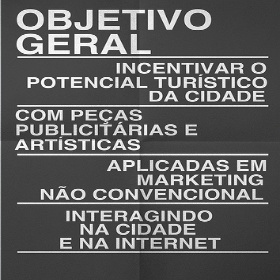 OBJETIVO
GERAL
INCENTIVAR O
POTENCIAL TURÍSTICO
DA CIDADE
COM PEÇAS
PUBLICITÁRIAS E
ARTÍSTICAS
APLICADAS EM
MARKETING
NÃO CONVENCIONAL
INTERAGINDO
NA CIDADE
E NA INTERNET